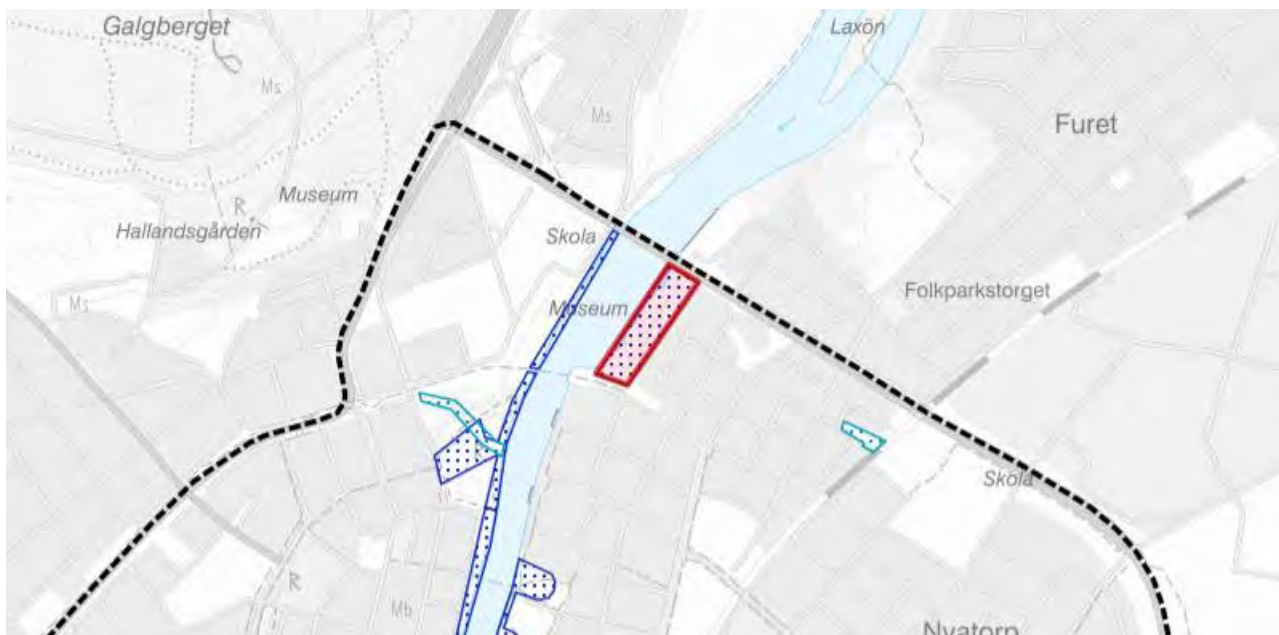 Galgberget
Laxön
Ms
Ms
Furet
Museum
R
Hallandsgården
Skola
Folkparkstorget
Ms
Museum
Skola
R
Mb
Nyatorp